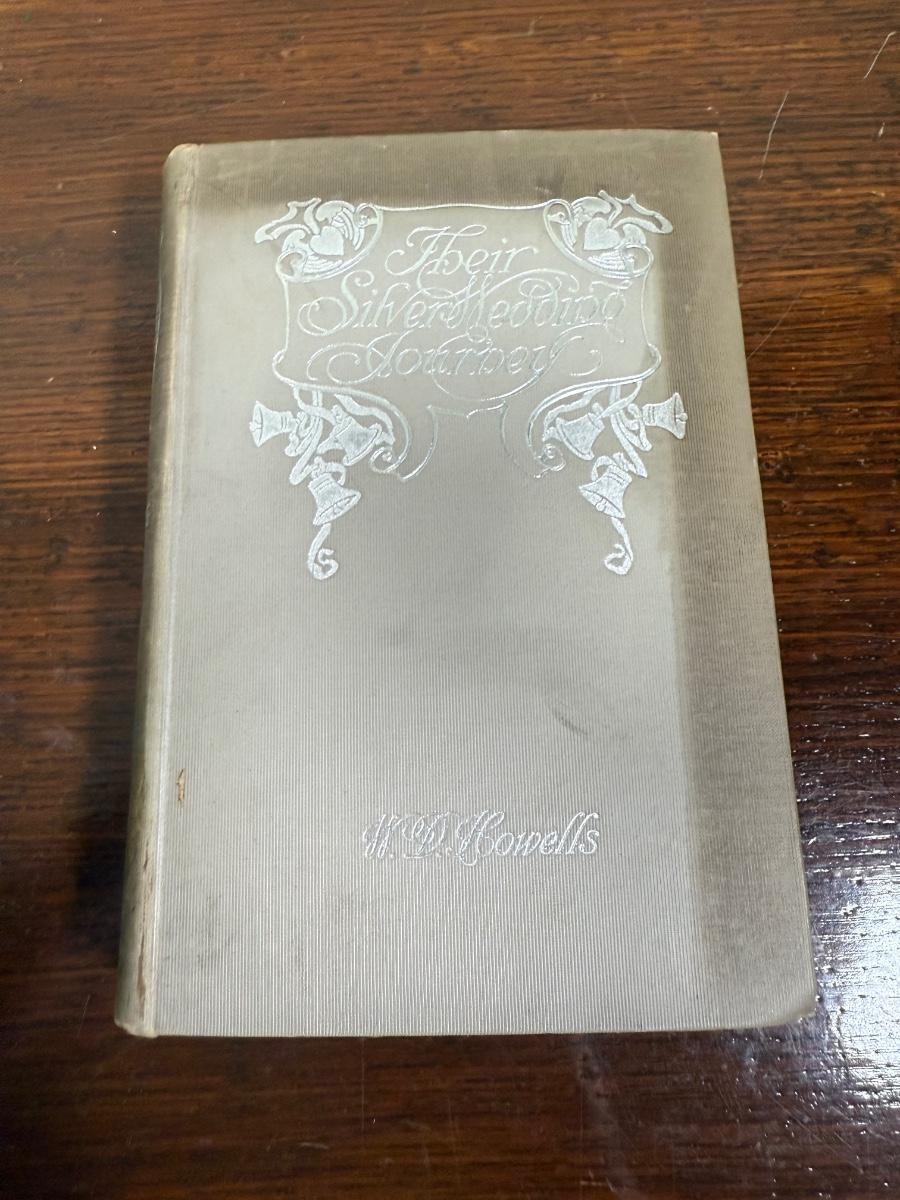 Their
Silver Wedding
Journey
W. D. Howells